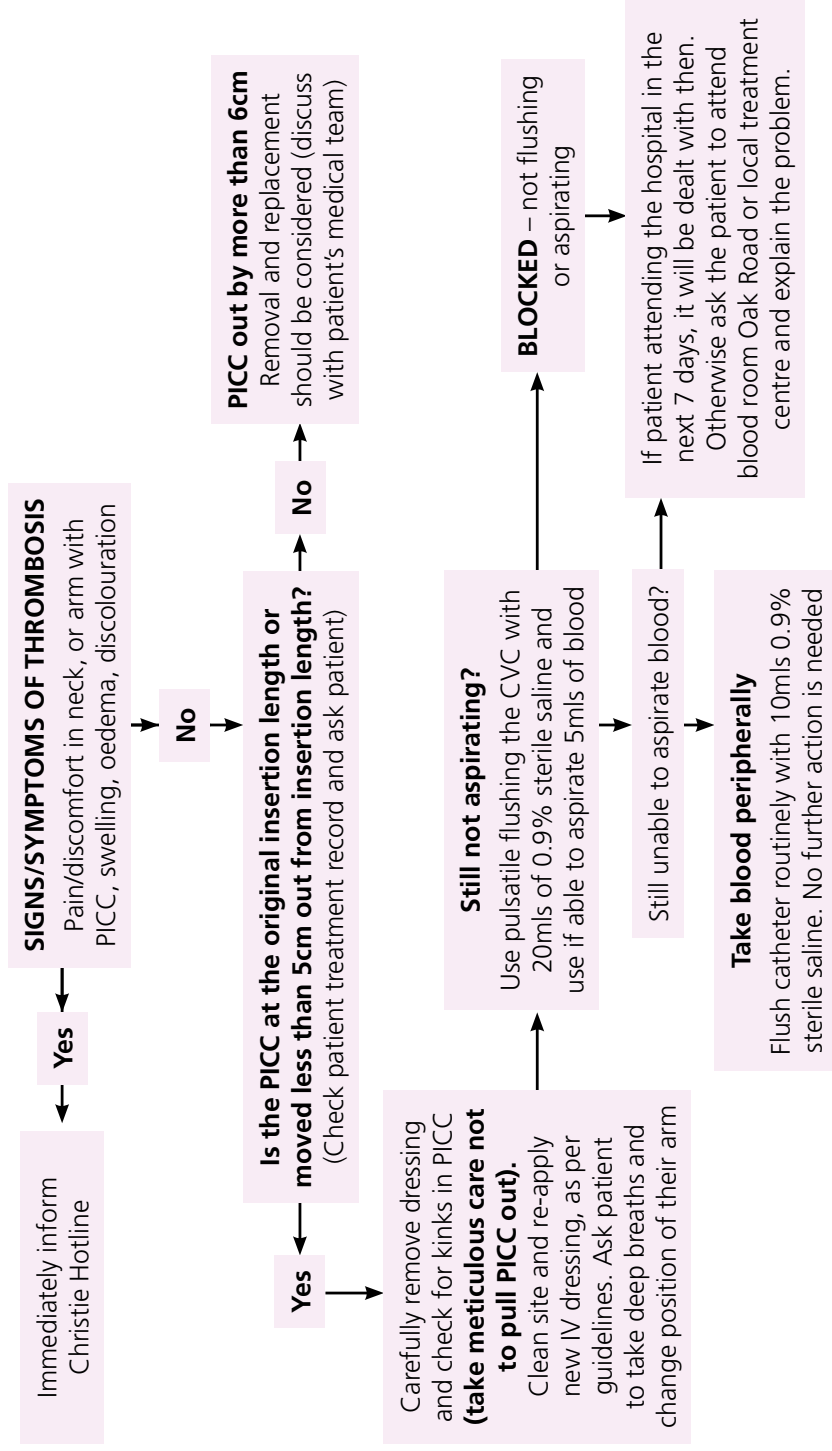 SIGNS/SYMPTOMS OF THROMBOSIS
Pain/discomfort in neck, or arm with
PICC, swelling, oedema, discolouration
Yes
Immediately inform
Christie Hotline
No
Is the PICC at the original insertion length or
moved less than 5cm out from insertion length?
(Check patient treatment record and ask patient)
No
PICC out by more than 6cm
Removal and replacement
should be considered (discuss
with patient’s medical team)
Yes
Carefully remove dressing
and check for kinks in PICC
(take meticulous care not
to pull PICC out).
Clean site and re-apply
new IV dressing, as per
guidelines. Ask patient
to take deep breaths and
change position of their arm
Still not aspirating?
Use pulsatile flushing the CVC with
20mls of 0.9% sterile saline and
use if able to aspirate 5mls of blood
BLOCKED – not flushing
or aspirating
Still unable to aspirate blood?
If patient attending the hospital in the
next 7 days, it will be dealt with then.
Otherwise ask the patient to attend
blood room Oak Road or local treatment
centre and explain the problem.
Take blood peripherally
Flush catheter routinely with 10mls 0.9%
sterile saline. No further action is needed